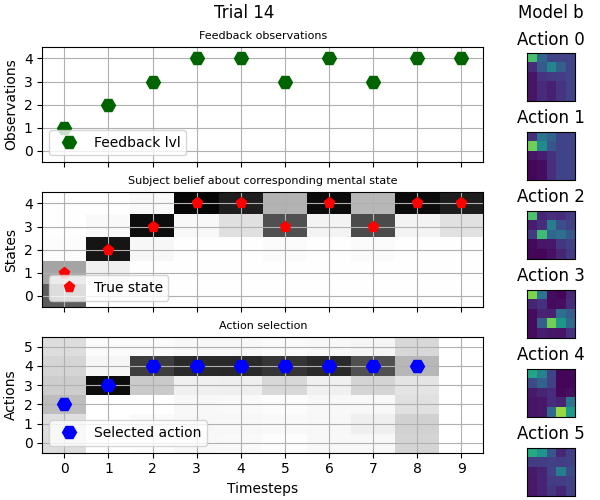 Trial 14
Model b
Feedback observations
Observations
4
3
2
1
0
Feedback lvl
Subject belief about corresponding mental state
States
4
3
2
1
0
True state
Action selection
Actions
5
4
3
2
1
0
Selected action
0 1 2 3 4 5 6 7 8 9
Timesteps
Action 0
Action 1
Action 2
Action 3
Action 4
Action 5